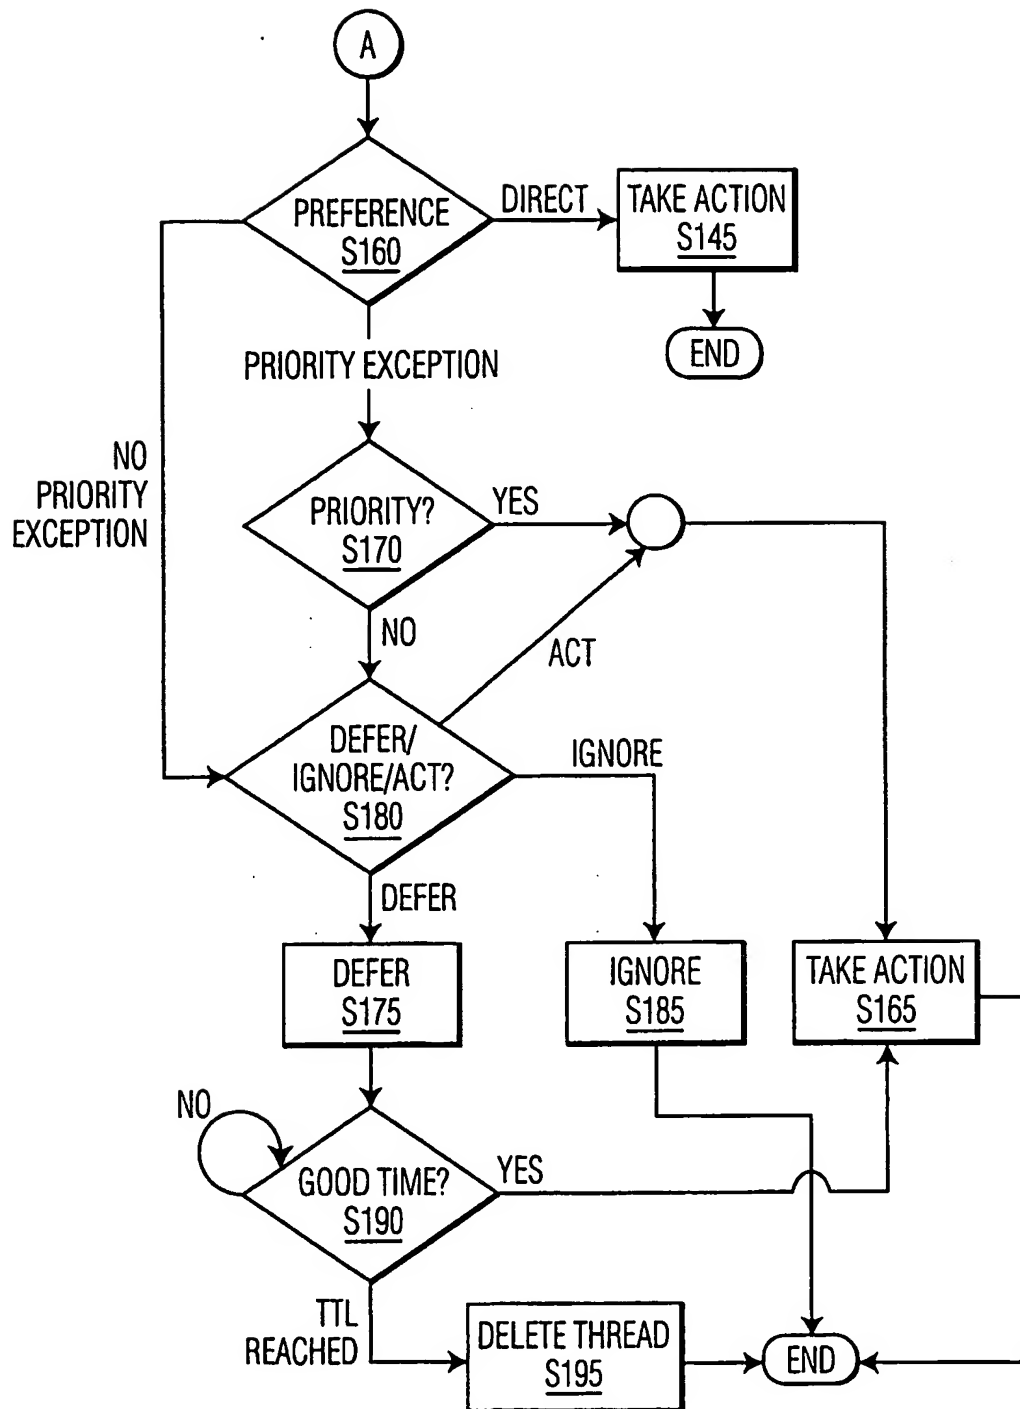 A
PREFERENCE
S160
DIRECT
TAKE ACTION
S145
END
PRIORITY EXCEPTION
NO
PRIORITY
EXCEPTION
PRIORITY?
S170
YES
NO
ACT
DEFER/
IGNORE/ACT?
S180
IGNORE
DEFER
DEFER
S175
IGNORE
S185
TAKE ACTION
S165
NO
GOOD TIME?
S190
YES
TTL
REACHED
DELETE THREAD
S195
END